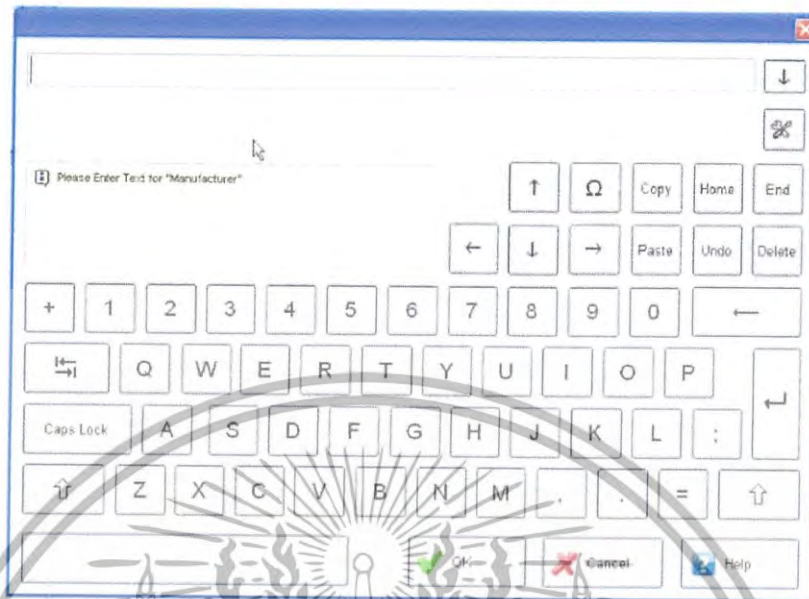 ↓
Please Enter Text for "Manufacturer"
↑ Ω Copy Home End
← ↓ → Paste Undo Delete
+ 1 2 3 4 5 6 7 8 9 0 ←
Q W E R T Y U I O P
Caps Lock A S D F G H J K L :
Z X C V B N M , . =
OK Cancel Help